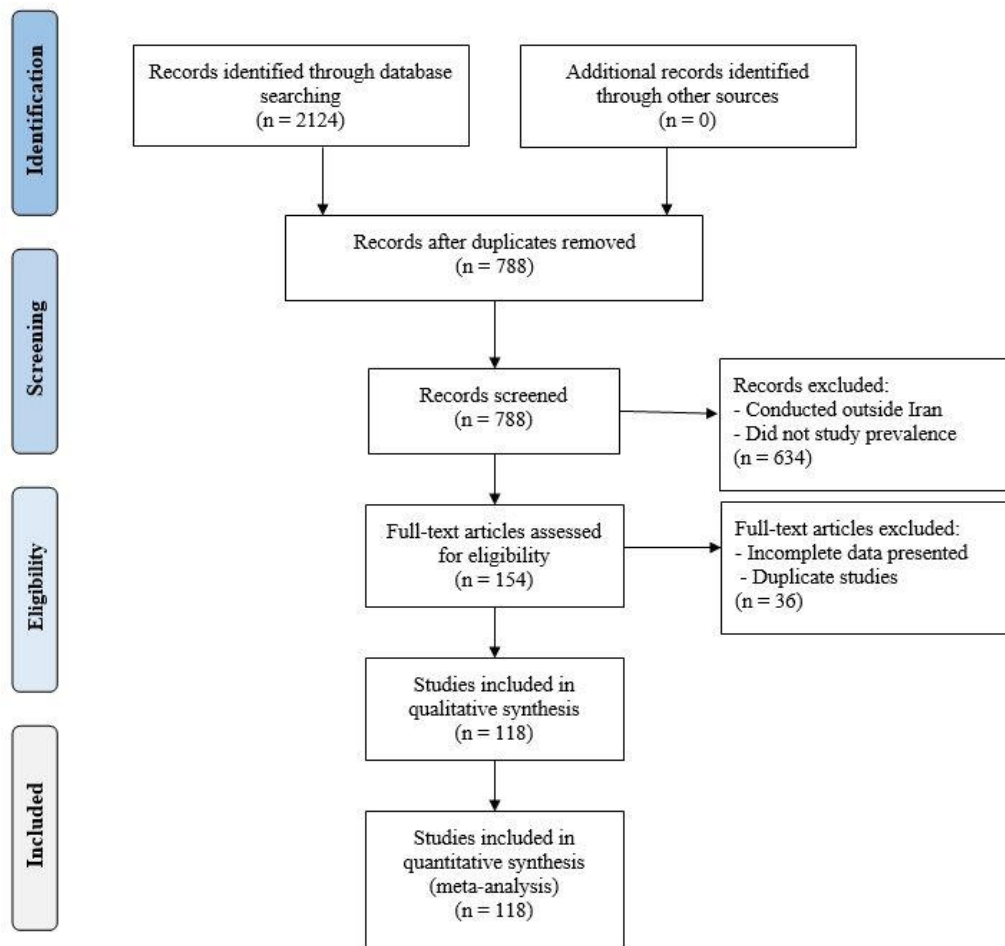 Identification
Records identified through database
searching
(n = 2124)
Additional records identified
through other sources
(n = 0)
Records after duplicates removed
(n = 788)
Screening
Records screened
(n = 788)
Records excluded:
- Conducted outside Iran
- Did not study prevalence
(n = 634)
Eligibility
Full-text articles assessed
for eligibility
(n = 154)
Full-text articles excluded:
- Incomplete data presented
- Duplicate studies
(n = 36)
Studies included in
qualitative synthesis
(n = 118)
Included
Studies included in
quantitative synthesis
(meta-analysis)
(n = 118)